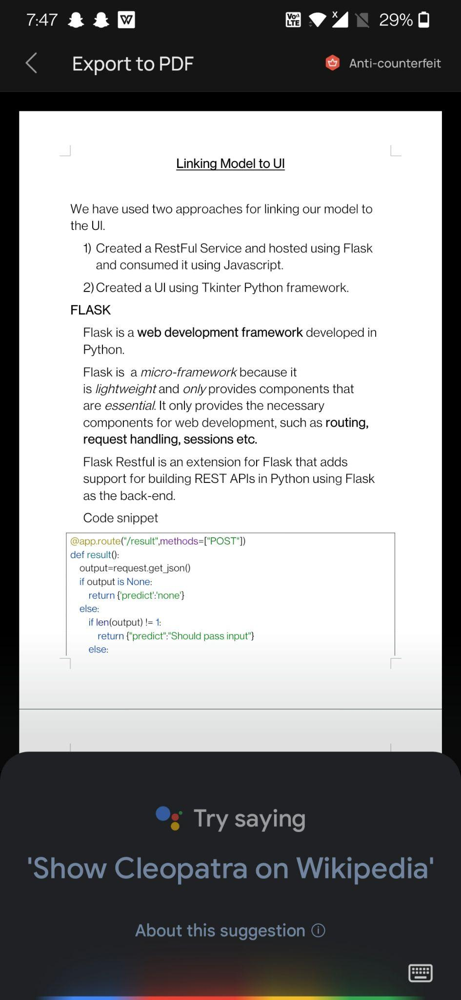 7:47 W Vo)) LTE X 29%
Export to PDF Anti-counterfeit
Linking Model to UI
We have used two approaches for linking our model to
the UI.
1) Created a RestFul Service and hosted using Flask
and consumed it using Javascript.
2) Created a UI using Tkinter Python framework.
FLASK
Flask is a web development framework developed in
Python.
Flask is  a micro-framework because it
is lightweight and only provides components that
are essential. It only provides the necessary
components for web development, such as routing,
request handling, sessions etc.
Flask Restful is an extension for Flask that adds
support for building REST APIs in Python using Flask
as the back-end.
Code snippet
@app.route("/result",methods=["POST"])
def result():
output=request.get_json()
if output is None:
return {'predict':'none'}
else:
if len(output) != 1:
return {"predict":"Should pass input"}
else:
Try saying
'Show Cleopatra on Wikipedia'
About this suggestion